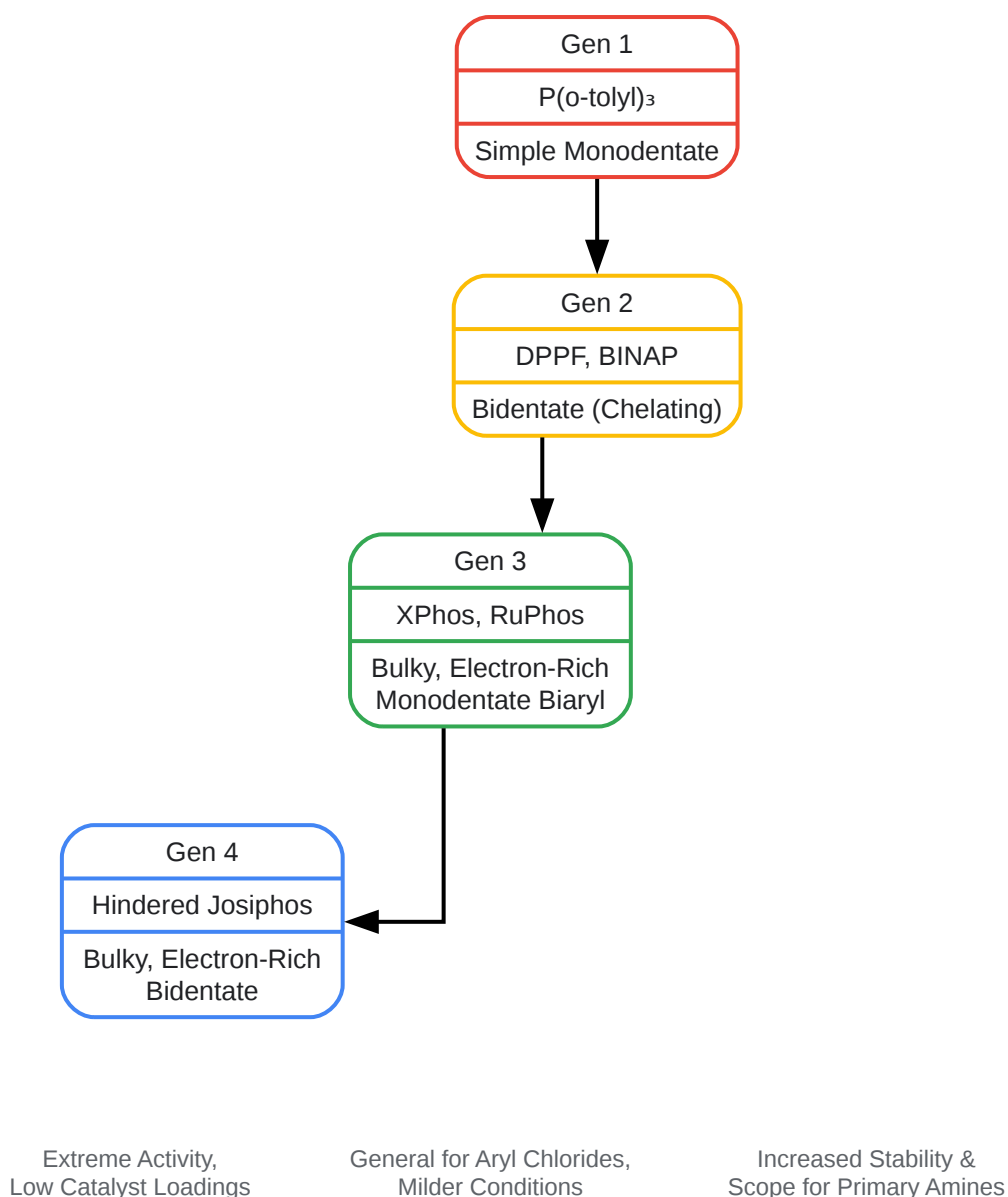 Gen 1
P(o-tolyl)₃
Simple Monodentate
Gen 2
DPPF, BINAP
Bidentate (Chelating)
Gen 3
XPhos, RuPhos
Bulky, Electron-Rich
Monodentate Biaryl
Gen 4
Hindered Josiphos
Bulky, Electron-Rich
Bidentate
Extreme Activity,
Low Catalyst Loadings
General for Aryl Chlorides,
Milder Conditions
Increased Stability &
Scope for Primary Amines